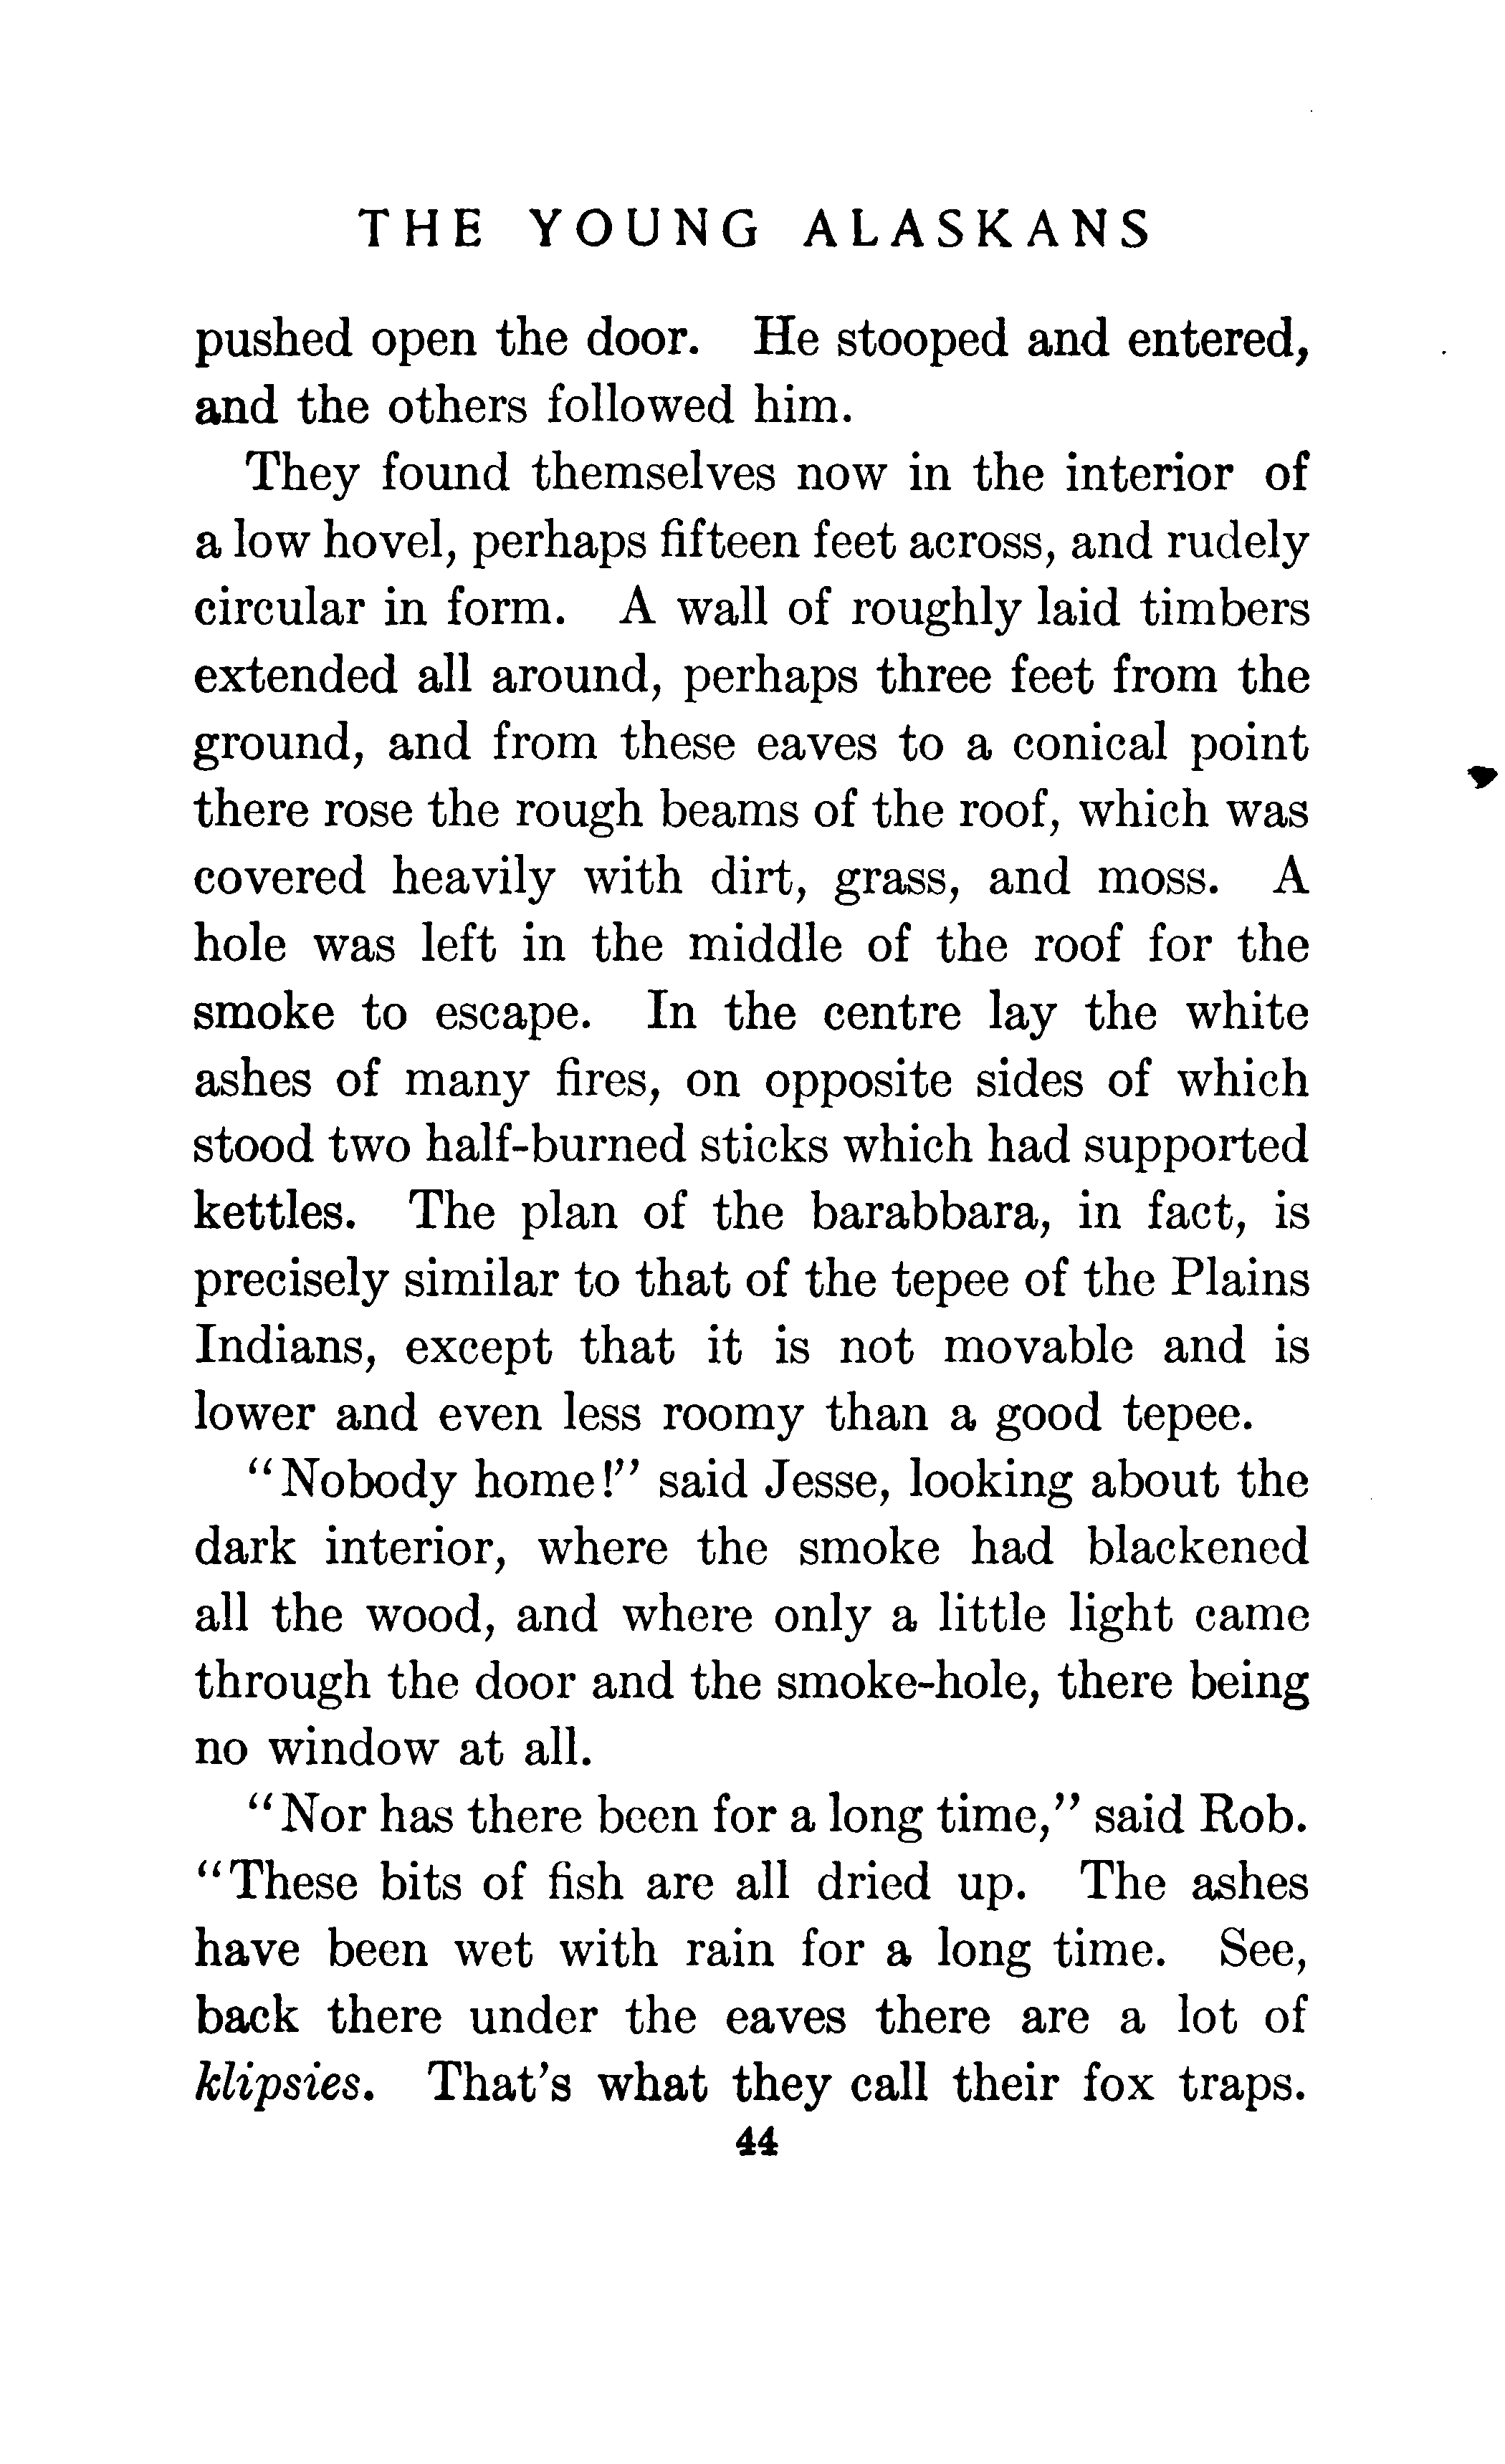 THE YOUNG ALASKANS
pushed open the door. He stooped and entered,
and the others followed him.
They found themselves now in the interior of
a low hovel, perhaps fifteen feet across, and rudely
circular in form. A wall of roughly laid timbers
extended all around, perhaps three feet from the
ground, and from these eaves to a conical point
there rose the rough beams of the roof, which was
covered heavily with dirt, grass, and moss. A
hole was left in the middle of the roof for the
smoke to escape. In the centre lay the white
ashes of many fires, on opposite sides of which
stood two half-burned sticks which had supported
kettles. The plan of the barabbara, in fact, is
precisely similar to that of the tepee of the Plains
Indians, except that it is not movable and is
lower and even less roomy than a good tepee.
“Nobody home!” said Jesse, looking about the
dark interior, where the smoke had blackened
all the wood, and where only a little light came
through the door and the smoke-hole, there being
no window at all.
“Nor has there been for a long time,” said Rob.
“These bits of fish are all dried up. The ashes
have been wet with rain for a long time. See,
back there under the eaves there are a lot of
klipsies. That’s what they call their fox traps.
44